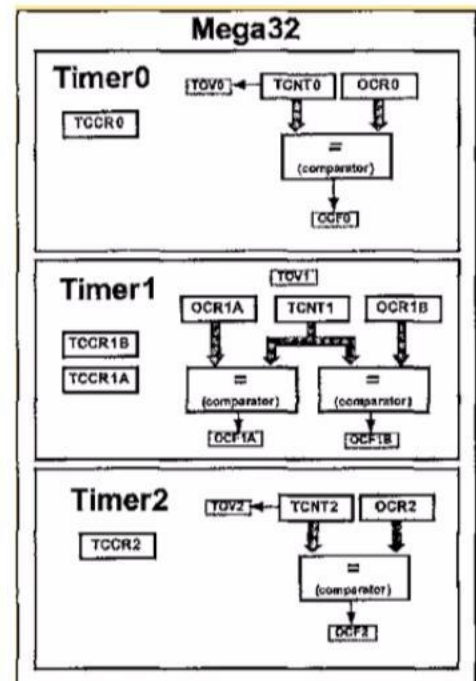 Mega32
Timer0
TOV0
TCNT0
OCR0
TCCR0
=
(comparator)
OCF0
Timer1
TOV1
OCR1A
TCNT1
OCR1B
TCCR1B
TCCR1A
=
(comparator)
=
(comparator)
OCF1A
OCF1B
Timer2
TOV2
TCNT2
OCR2
TCCR2
=
(comparator)
OCF2